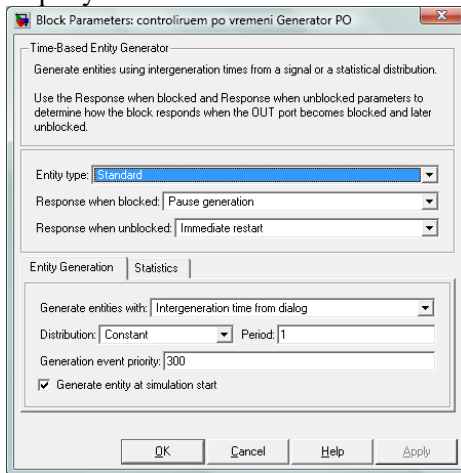 Block Parameters: controliruem po vremeni Generator PO
Time-Based Entity Generator
Generate entities using intergeneration times from a signal or a statistical distribution.
Use the Response when blocked and Response when unblocked parameters to
determine how the block responds when the OUT port becomes blocked and later
unblocked.
Entity type: Standard
Response when blocked: Pause generation
Response when unblocked: Immediate restart
Entity Generation Statistics
Generate entities with: Intergeneration time from dialog
Distribution: Constant Period: 1
Generation event priority: 300
Generate entity at simulation start
OK Cancel Help Apply